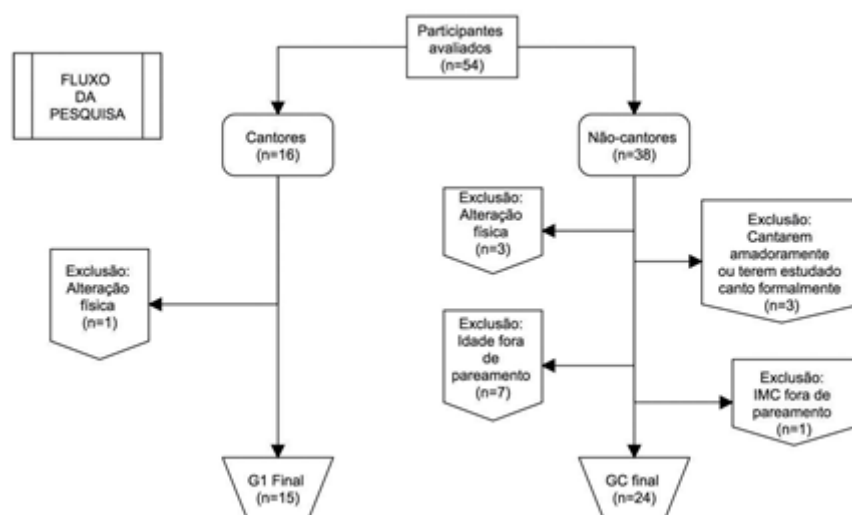 Participantes
avaliados
(n=54)
FLUXO
DA
PESQUISA
Cantores
(n=16)
Não-cantores
(n=38)
Exclusão:
Alteração
física
(n=3)
Exclusão:
Cantarem
amadoramente
ou terem estudado
canto formalmente
(n=3)
Exclusão:
Alteração
física
(n=1)
Exclusão:
Idade fora
de
pareamento
(n=7)
Exclusão:
IMC fora de
pareamento
(n=1)
G1 Final
(n=15)
GC final
(n=24)